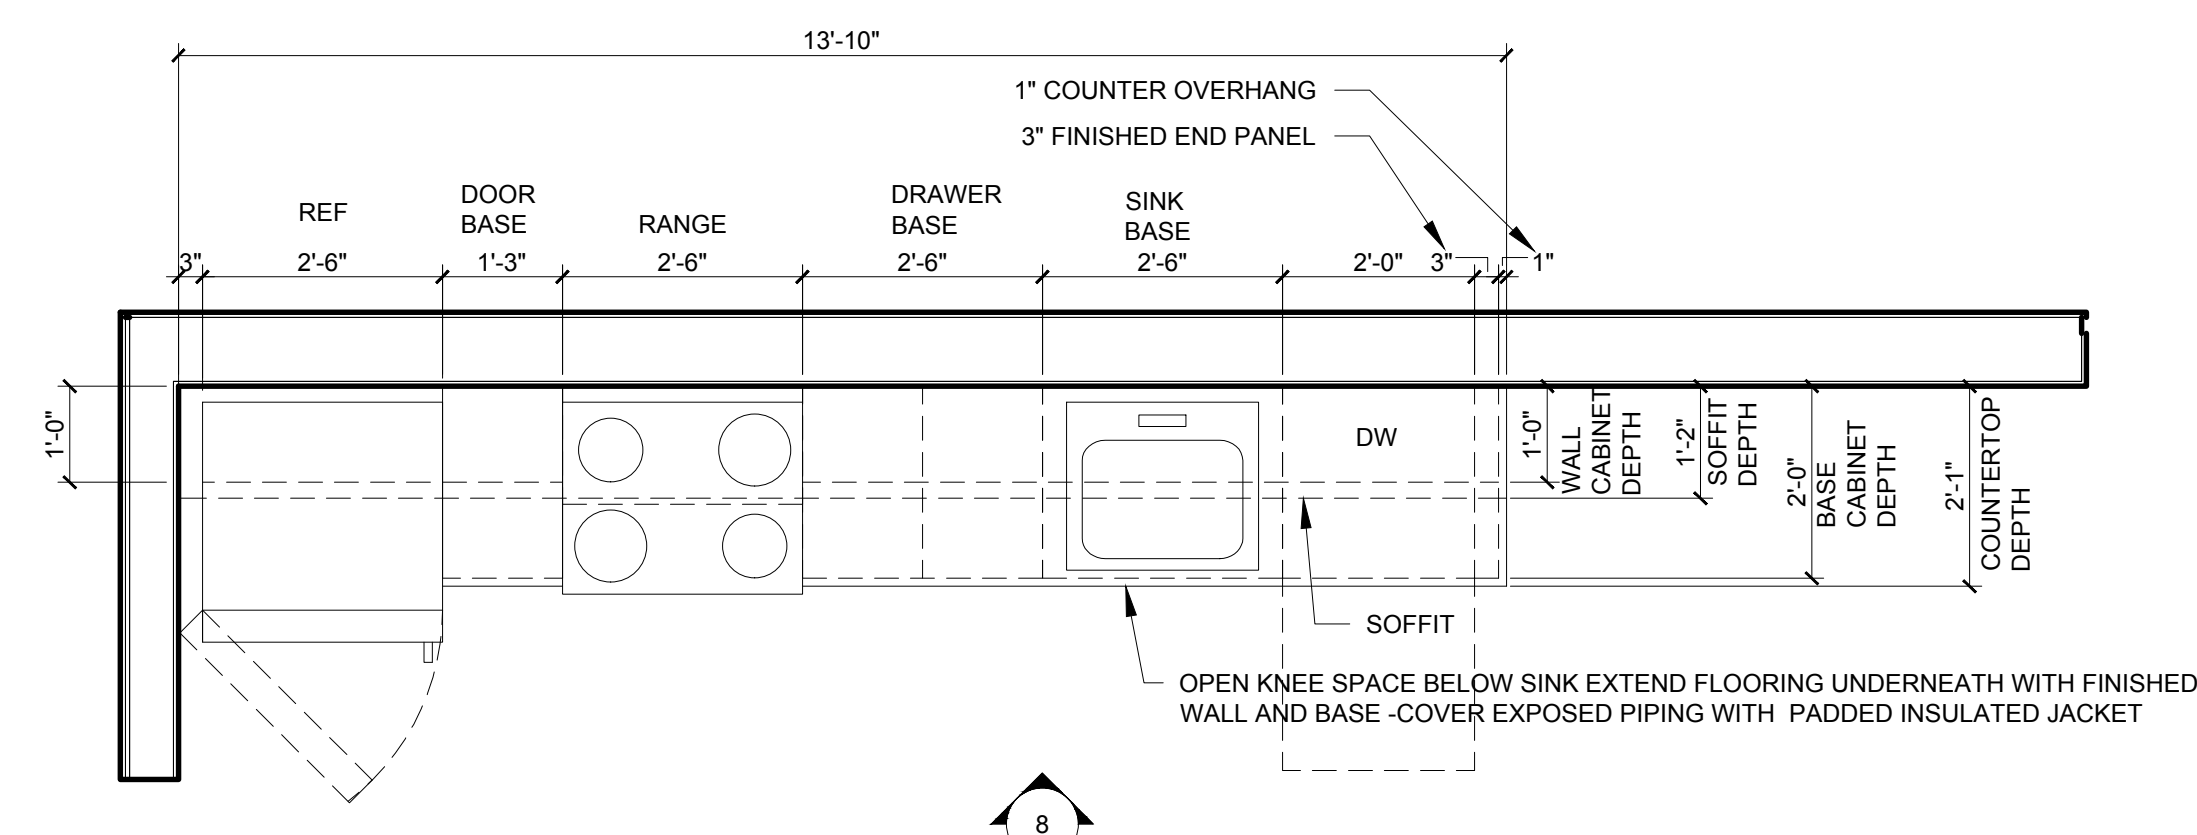 13'-10"
1" COUNTER OVERHANG
3" FINISHED END PANEL
REF
DOOR
BASE
RANGE
DRAWER
BASE
SINK
BASE
3"
2'-6"
1'-3"
2'-6"
2'-6"
2'-6"
2'-0"
3"
1"
1'-0"
DW
1'-0"
WALL
CABINET
DEPTH
1'-2"
SOFFIT
DEPTH
2'-0"
BASE
CABINET
DEPTH
2'-1"
COUNTERTOP
DEPTH
SOFFIT
OPEN KNEE SPACE BELOW SINK EXTEND FLOORING UNDERNEATH WITH FINISHED
WALL AND BASE -COVER EXPOSED PIPING WITH PADDED INSULATED JACKET
8